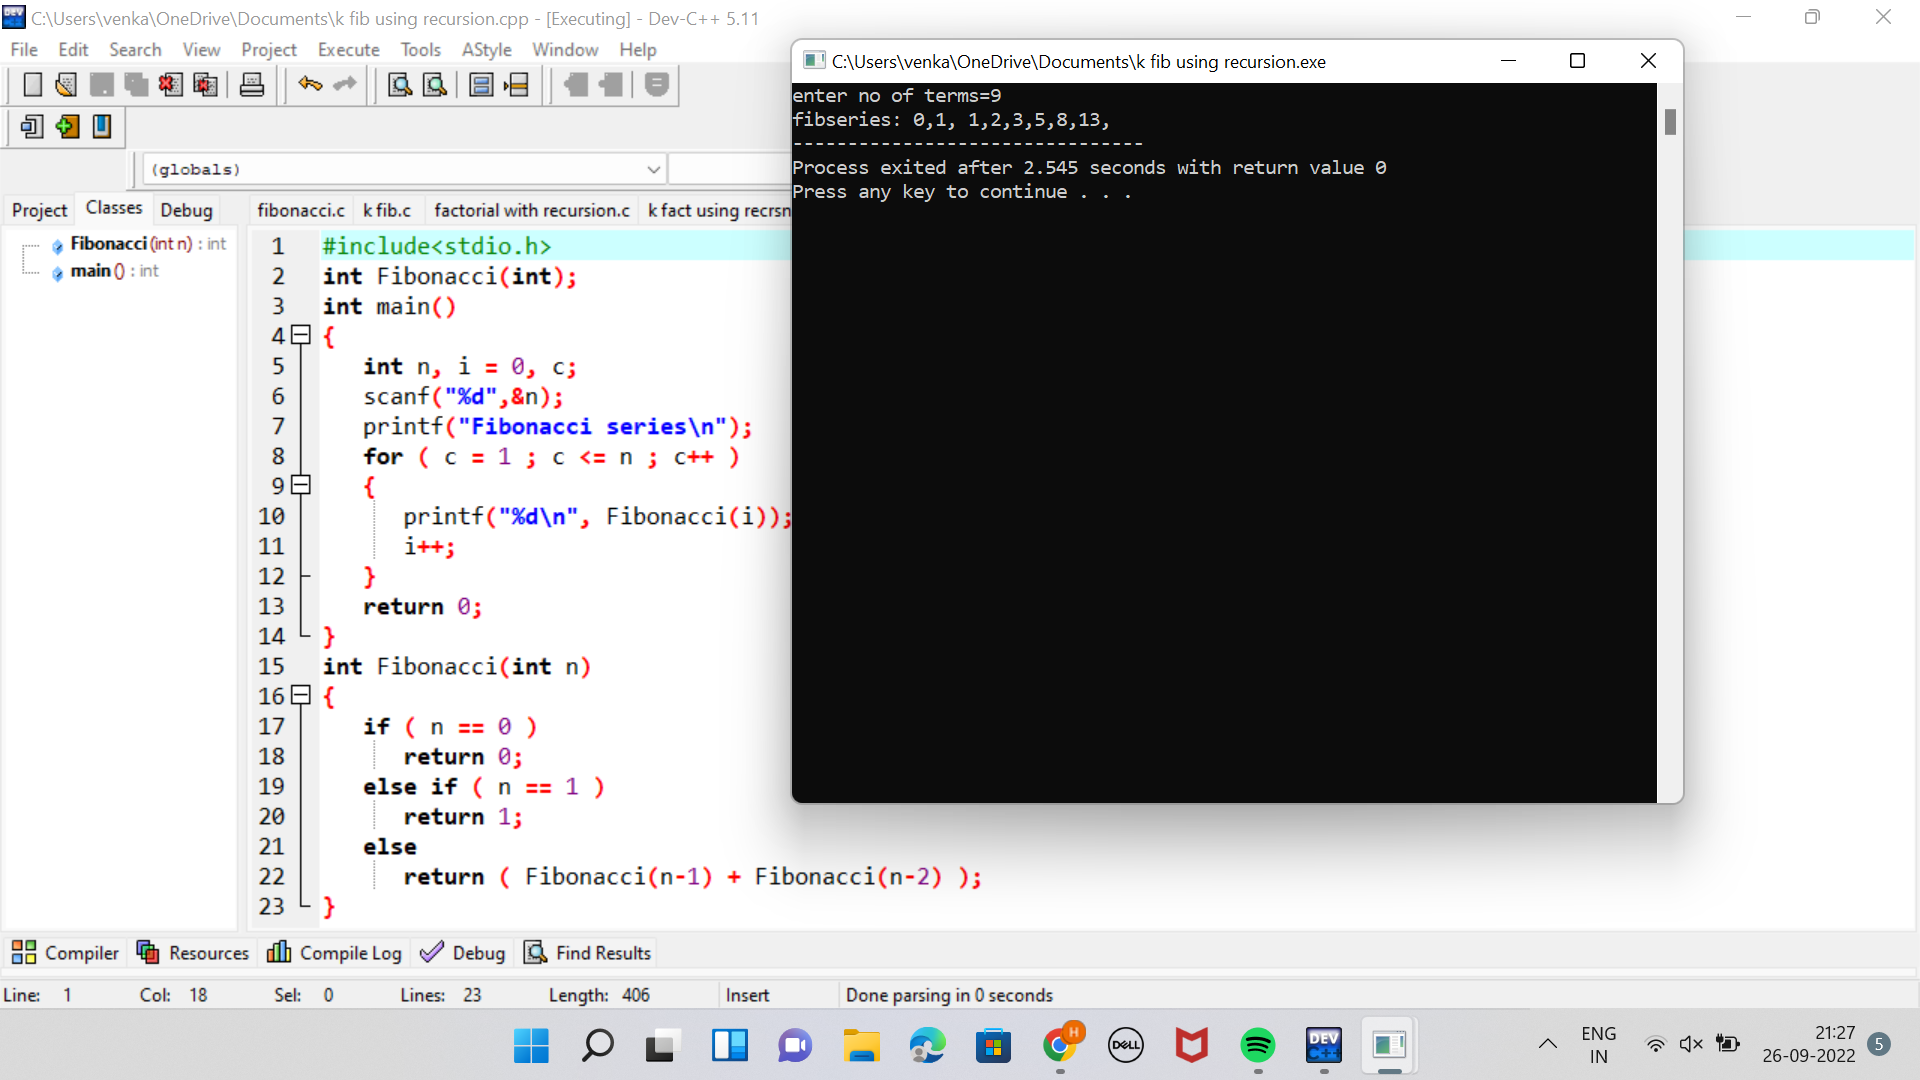 C:\Users\venka\OneDrive\Documents\k fib using recursion.cpp - [Executing] - Dev-C++ 5.11
File Edit Search View Project Execute Tools AStyle Window Help
(globals)
Project Classes Debug
Fibonacci (int n) : int
main () : int
fibonacci.c k fib.c factorial with recursion.c k fact using recrsn
1 #include<stdio.h>
2 int Fibonacci(int);
3 int main()
4 {
5 int n, i = 0, c;
6 scanf("%d",&n);
7 printf("Fibonacci series\n");
8 for ( c = 1 ; c <= n ; c++ )
9 {
10 printf("%d\n", Fibonacci(i));
11 i++;
12 }
13 return 0;
14 }
15 int Fibonacci(int n)
16 {
17 if ( n == 0 )
18 return 0;
19 else if ( n == 1 )
20 return 1;
21 else
22 return ( Fibonacci(n-1) + Fibonacci(n-2) );
23 }
C:\Users\venka\OneDrive\Documents\k fib using recursion.exe
enter no of terms=9
fibseries: 0,1, 1,2,3,5,8,13,
--------------------------------
Process exited after 2.545 seconds with return value 0
Press any key to continue . . .
Compiler Resources Compile Log Debug Find Results
Line: 1 Col: 18 Sel: 0 Lines: 23 Length: 406 Insert Done parsing in 0 seconds
H
DELL
DEV
C++
ENG
IN
21:27
26-09-2022
5